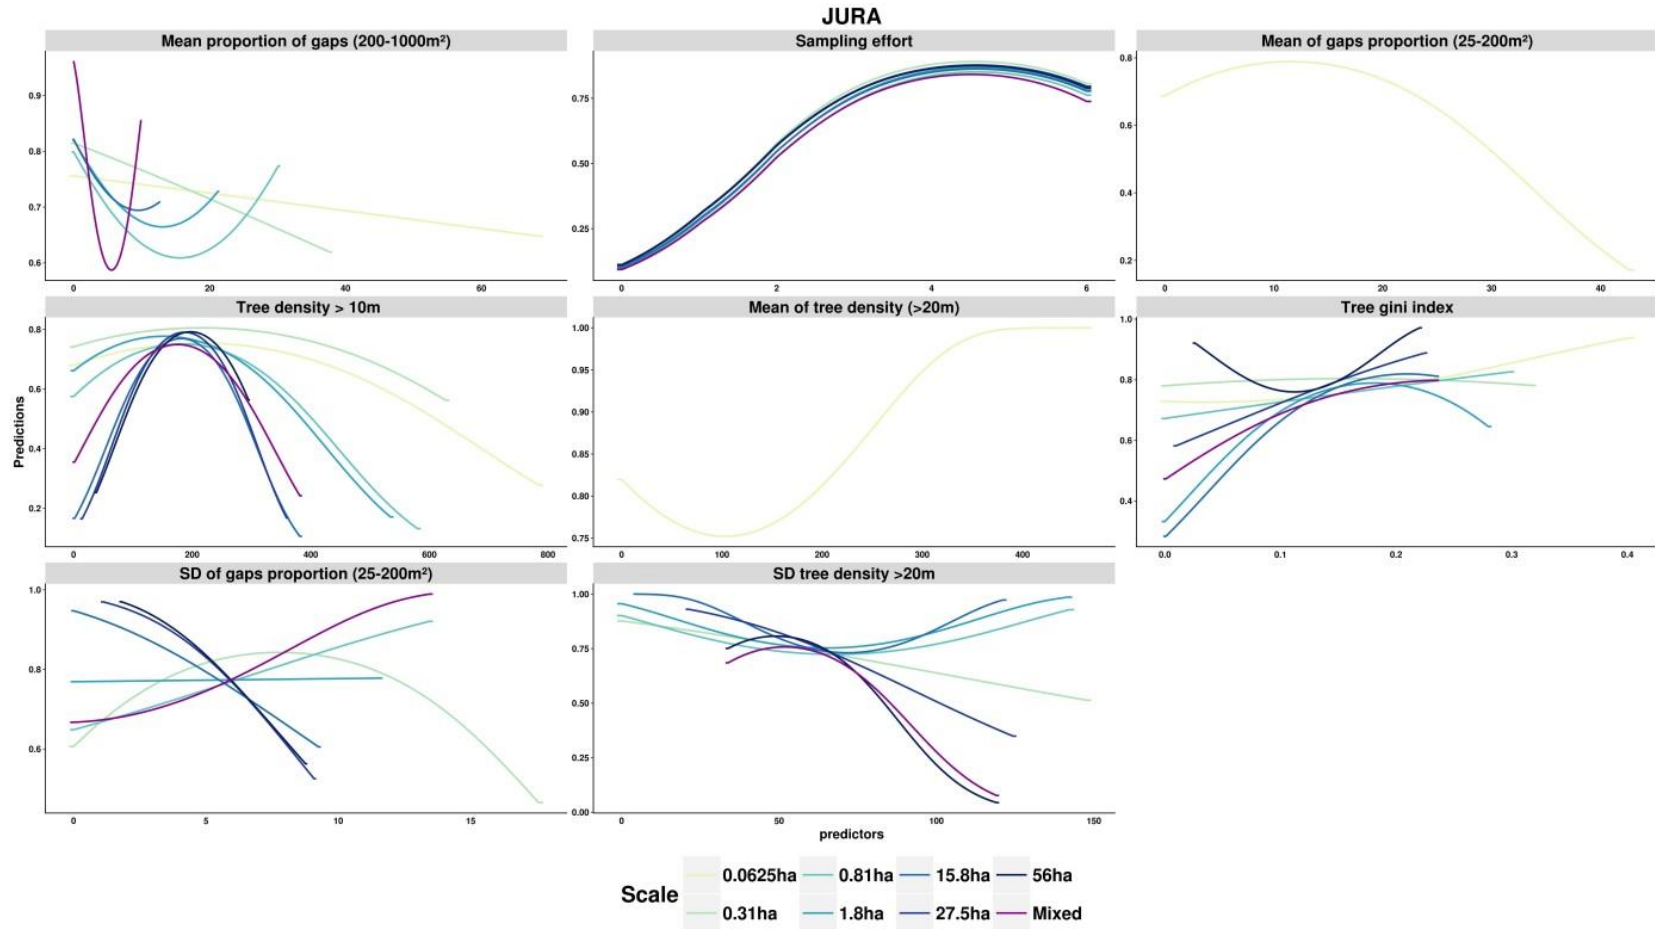 JURA
Mean proportion of gaps (200-1000m²)
Sampling effort
Mean of gaps proportion (25-200m²)
0.9
0.8
0.7
0.6
0 20 40 60
0.75
0.50
0.25
0 2 4 6
0.8
0.6
0.4
0.2
0 10 20 30 40
Tree density > 10m
Mean of tree density (>20m)
Tree gini index
Predictions
0.8
0.6
0.4
0.2
0 200 400 600 800
1.00
0.95
0.90
0.85
0.80
0.75
0 100 200 300 400
1.0
0.8
0.6
0.4
0.0 0.1 0.2 0.3 0.4
SD of gaps proportion (25-200m²)
SD tree density >20m
1.0
0.8
0.6
0 5 10 15
1.00
0.75
0.50
0.25
0.00
0 50 100 150
predictors
Scale
0.0625ha 0.81ha 15.8ha 56ha
0.31ha 1.8ha 27.5ha Mixed